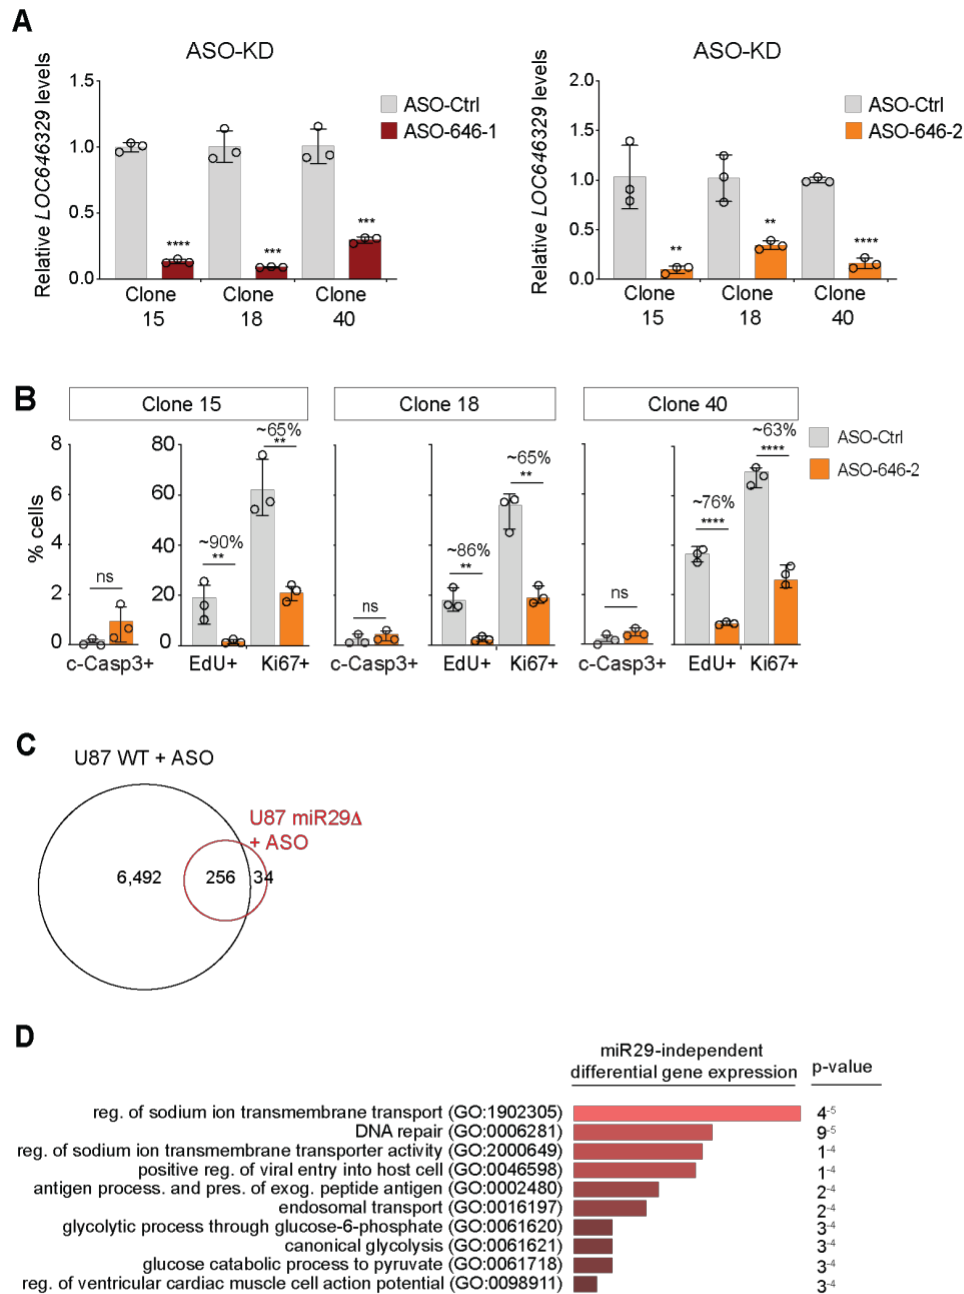 A
ASO-KD
Relative LOC646329 levels
1.5
1.0
0.5
0.0
ASO-Ctrl
ASO-646-1
****
***
***
Clone 15
Clone 18
Clone 40
ASO-KD
Relative LOC646329 levels
2.0
1.5
1.0
0.5
0.0
ASO-Ctrl
ASO-646-2
**
**
****
Clone 15
Clone 18
Clone 40
B
Clone 15
Clone 18
Clone 40
% cells
8
6
4
2
0
80
60
40
20
0
ns
~90%
**
~65%
**
c-Casp3+
EdU+
Ki67+
ns
~86%
**
~65%
**
c-Casp3+
EdU+
Ki67+
ns
~76%
****
~63%
****
c-Casp3+
EdU+
Ki67+
ASO-Ctrl
ASO-646-2
C
U87 WT + ASO
U87 miR29Δ
+ ASO
6,492
256
34
D
miR29-independent
differential gene expression
p-value
reg. of sodium ion transmembrane transport (GO:1902305) 4-5
DNA repair (GO:0006281) 9-5
reg. of sodium ion transmembrane transporter activity (GO:2000649) 1-4
positive reg. of viral entry into host cell (GO:0046598) 1-4
antigen process. and pres. of exog. peptide antigen (GO:0002480) 2-4
endosomal transport (GO:0016197) 2-4
glycolytic process through glucose-6-phosphate (GO:0061620) 3-4
canonical glycolysis (GO:0061621) 3-4
glucose catabolic process to pyruvate (GO:0061718) 3-4
reg. of ventricular cardiac muscle cell action potential (GO:0098911) 3-4